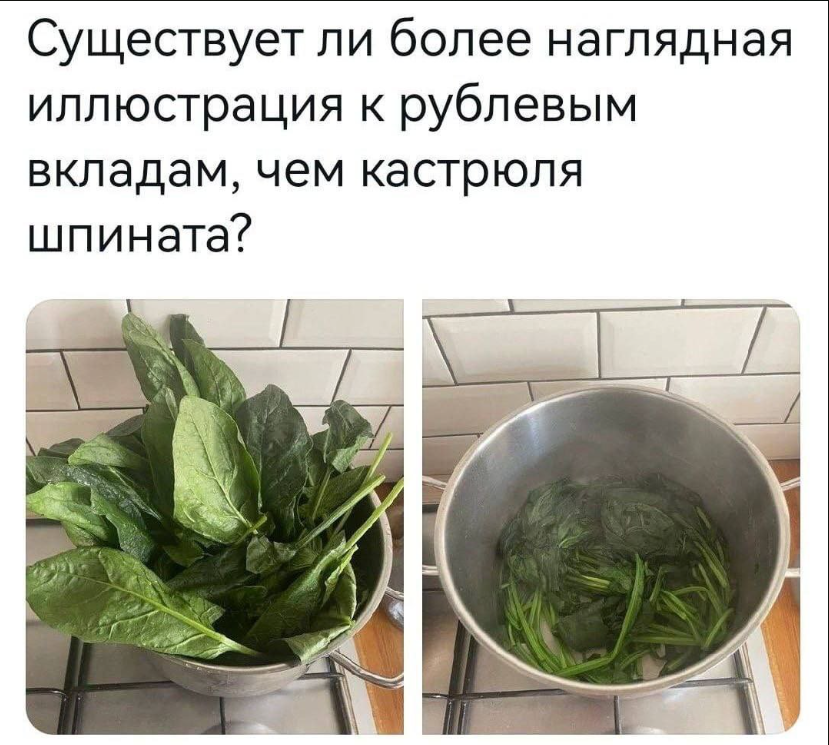 Существует ли более наглядная
иллюстрация к рублевым
вкладам, чем кастрюля
шпината?